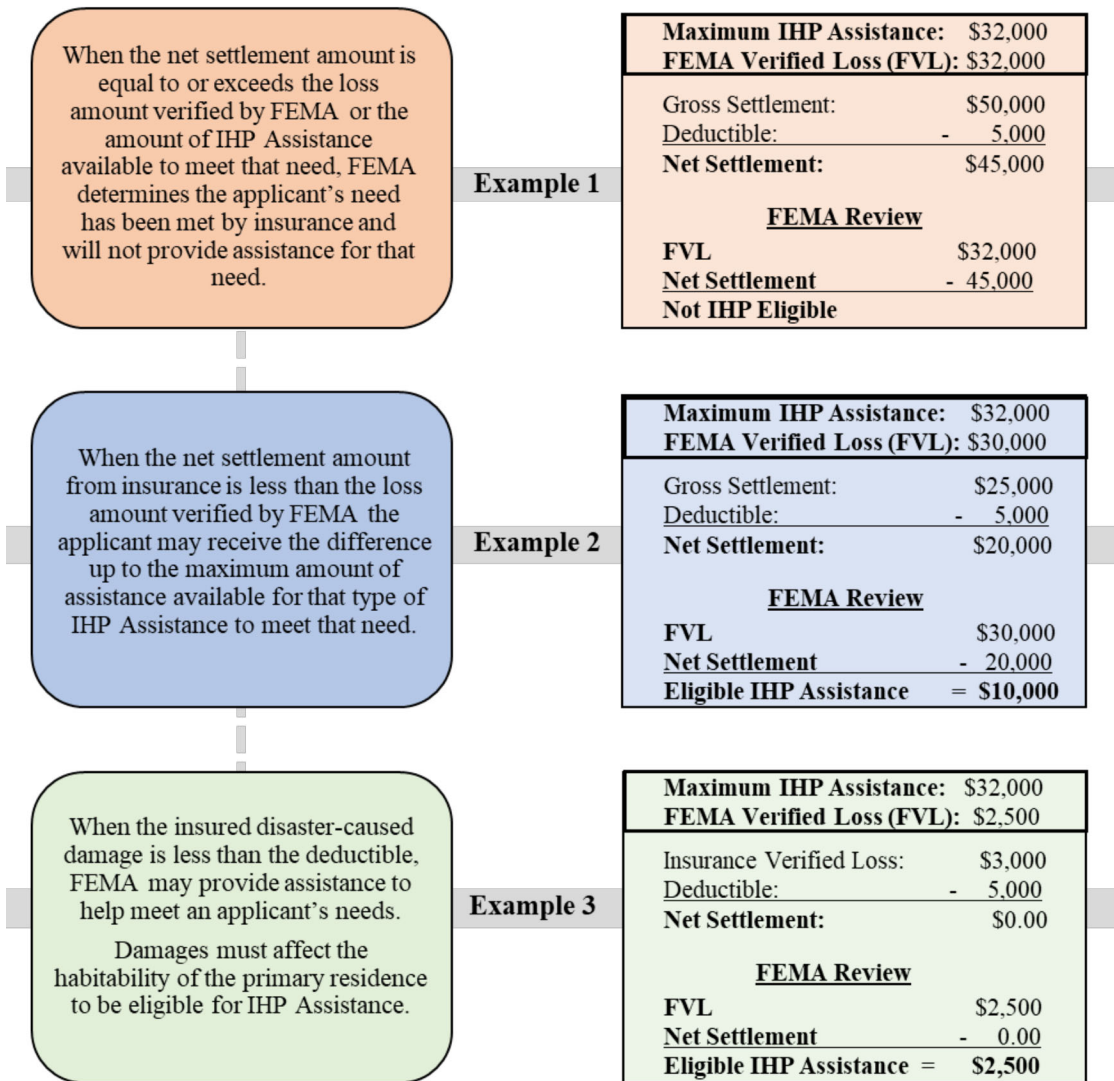 When the net settlement amount is
equal to or exceeds the loss
amount verified by FEMA or the
amount of IHP Assistance
available to meet that need, FEMA
determines the applicant's need
has been met by insurance and
will not provide assistance for that
need.
Example 1
Maximum IHP Assistance: $32,000
FEMA Verified Loss (FVL): $32,000
Gross Settlement: $50,000
Deductible: - 5,000
Net Settlement: $45,000
FEMA Review
FVL $32,000
Net Settlement - 45,000
Not IHP Eligible
When the net settlement amount
from insurance is less than the loss
amount verified by FEMA the
applicant may receive the difference
up to the maximum amount of
assistance available for that type of
IHP Assistance to meet that need.
Example 2
Maximum IHP Assistance: $32,000
FEMA Verified Loss (FVL): $30,000
Gross Settlement: $25,000
Deductible: - 5,000
Net Settlement: $20,000
FEMA Review
FVL $30,000
Net Settlement - 20,000
Eligible IHP Assistance = $10,000
When the insured disaster-caused
damage is less than the deductible,
FEMA may provide assistance to
help meet an applicant's needs.
Damages must affect the
habitability of the primary residence
to be eligible for IHP Assistance.
Example 3
Maximum IHP Assistance: $32,000
FEMA Verified Loss (FVL): $2,500
Insurance Verified Loss: $3,000
Deductible: - 5,000
Net Settlement: $0.00
FEMA Review
FVL $2,500
Net Settlement - 0.00
Eligible IHP Assistance = $2,500